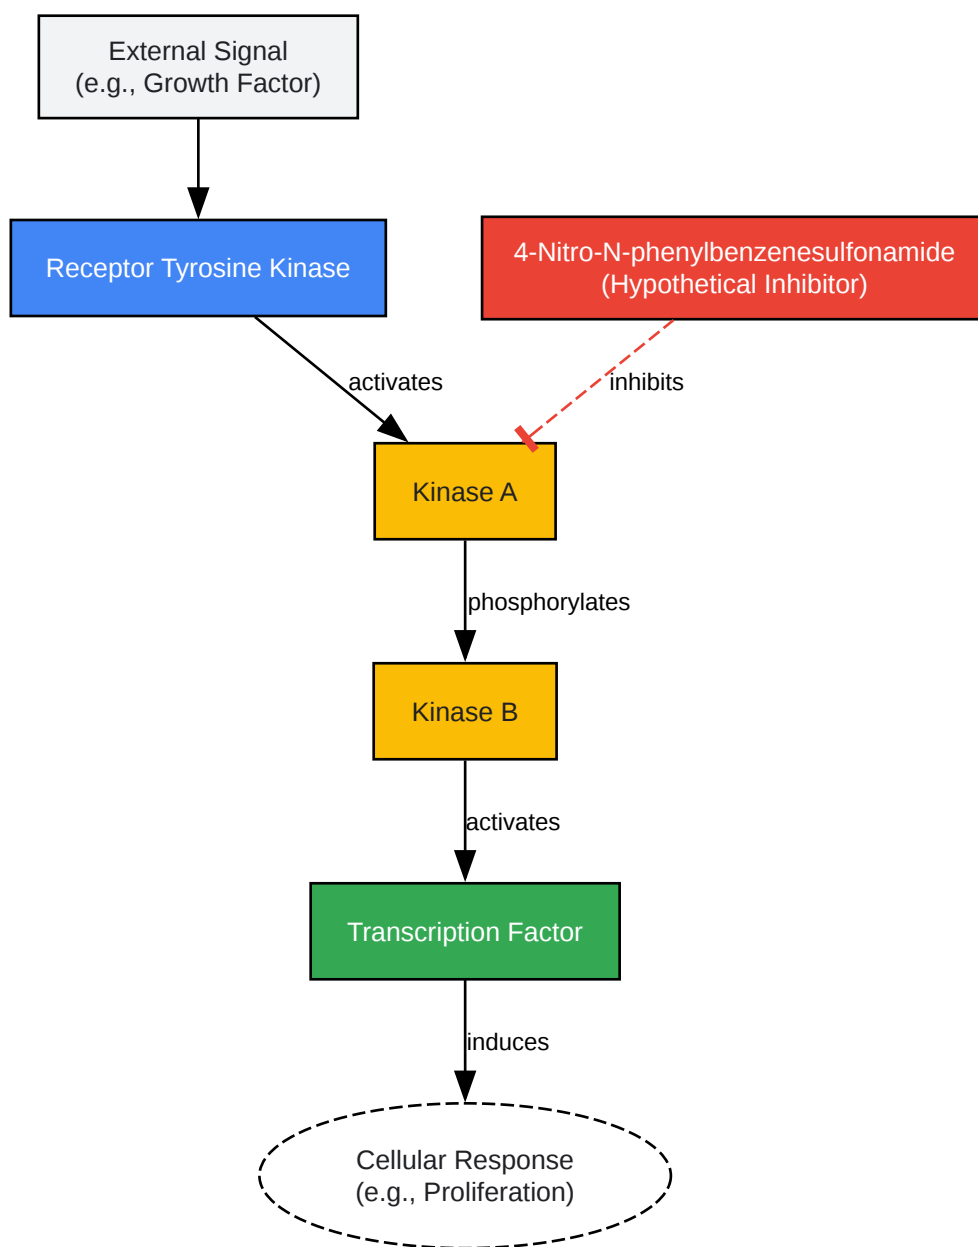 External Signal
(e.g., Growth Factor)
Receptor Tyrosine Kinase
4-Nitro-N-phenylbenzenesulfonamide
(Hypothetical Inhibitor)
activates
inhibits
Kinase A
phosphorylates
Kinase B
activates
Transcription Factor
induces
Cellular Response
(e.g., Proliferation)